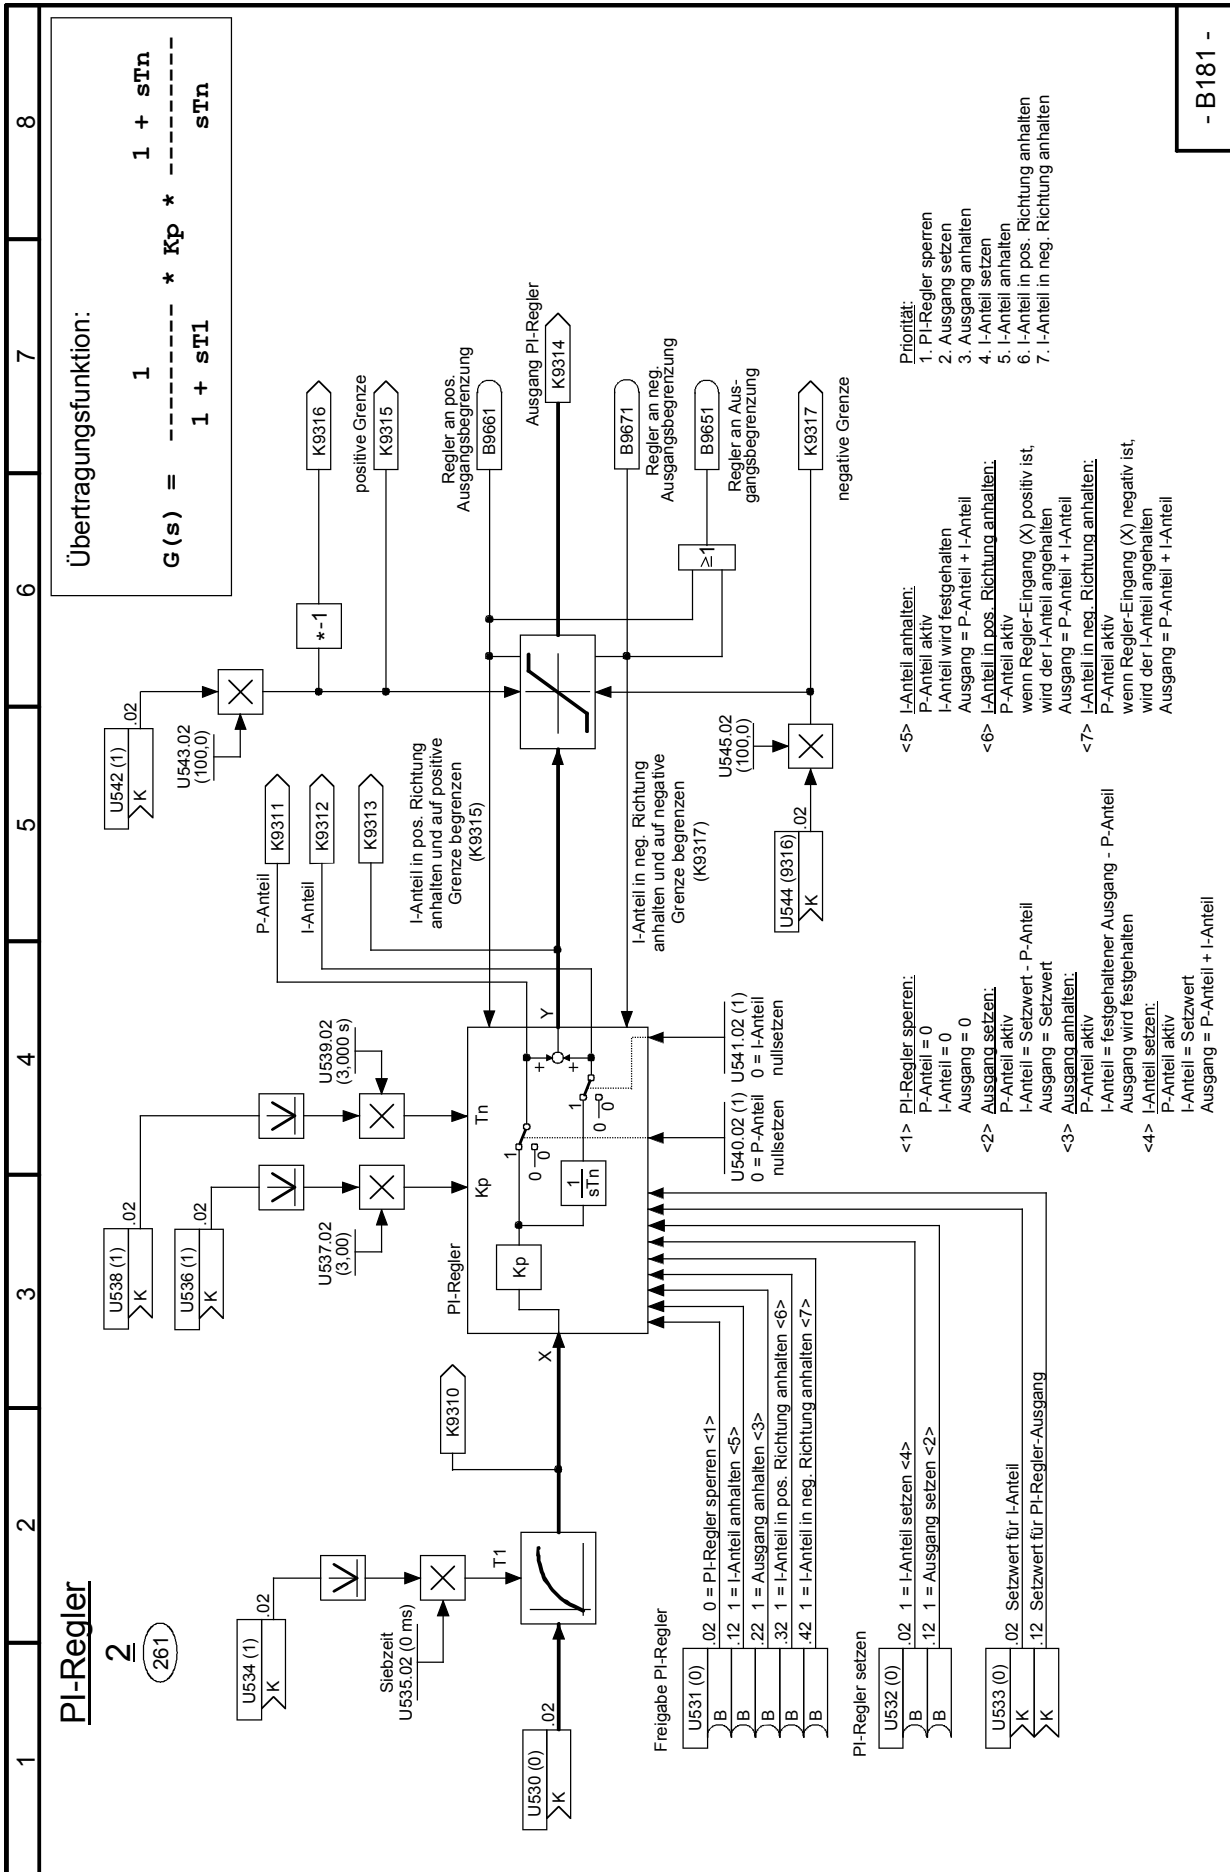 PI-Regler
2
261
Übertragungsfunktion:
1 1 + sTn
G(s) = --------- * Kp * ----------
1 + sT1 sTn
U534 (1)
K
.02
Siebzeit
U535.02 (0 ms)
T1
U530 (0)
K
.02
K9310
X
U538 (1)
K
.02
U536 (1)
K
.02
U537.02
(3,00)
U539.02
(3,000 s)
Kp
Tn
PI-Regler
Kp
1
sTn
1
0
0
1
0
0
+
+
Y
U540.02 (1)
0 = P-Anteil
nullsetzen
U541.02 (1)
0 = I-Anteil
nullsetzen
P-Anteil
K9311
I-Anteil
K9312
K9313
I-Anteil in pos. Richtung
anhalten und auf positive
Grenze begrenzen
(K9315)
I-Anteil in neg. Richtung
anhalten und auf negative
Grenze begrenzen
(K9317)
U542 (1)
K
.02
U543.02
(100,0)
*-1
K9316
positive Grenze
K9315
Regler an pos.
Ausgangsbegrenzung
B9661
Ausgang PI-Regler
K9314
B9671
Regler an neg.
Ausgangsbegrenzung
≥1
B9651
Regler an Aus-
gangsbegrenzung
K9317
negative Grenze
U545.02
(100,0)
U544 (9316)
K
.02
Freigabe PI-Regler
U531 (0)
B
.02 0 = PI-Regler sperren <1>
B
.12 1 = I-Anteil anhalten <5>
B
.22 1 = Ausgang anhalten <3>
B
.32 1 = I-Anteil in pos. Richtung anhalten <6>
B
.42 1 = I-Anteil in neg. Richtung anhalten <7>
PI-Regler setzen
U532 (0)
B
.02 1 = I-Anteil setzen <4>
B
.12 1 = Ausgang setzen <2>
U533 (0)
K
.02 Setzwert für I-Anteil
K
.12 Setzwert für PI-Regler-Ausgang
<1> PI-Regler sperren:
P-Anteil = 0
I-Anteil = 0
Ausgang = 0
<2> Ausgang setzen:
P-Anteil aktiv
I-Anteil = Setzwert - P-Anteil
Ausgang = Setzwert
<3> Ausgang anhalten:
P-Anteil aktiv
I-Anteil = festgehaltener Ausgang - P-Anteil
Ausgang wird festgehalten
<4> I-Anteil setzen:
P-Anteil aktiv
I-Anteil = Setzwert
Ausgang = P-Anteil + I-Anteil
<5> I-Anteil anhalten:
P-Anteil aktiv
I-Anteil wird festgehalten
Ausgang = P-Anteil + I-Anteil
<6> I-Anteil in pos. Richtung anhalten:
P-Anteil aktiv
wenn Regler-Eingang (X) positiv ist,
wird der I-Anteil angehalten
Ausgang = P-Anteil + I-Anteil
<7> I-Anteil in neg. Richtung anhalten:
P-Anteil aktiv
wenn Regler-Eingang (X) negativ ist,
wird der I-Anteil angehalten
Ausgang = P-Anteil + I-Anteil
Priorität:
1. PI-Regler sperren
2. Ausgang setzen
3. Ausgang anhalten
4. I-Anteil setzen
5. I-Anteil anhalten
6. I-Anteil in pos. Richtung anhalten
7. I-Anteil in neg. Richtung anhalten
1 2 3 4 5 6 7 8
- B181 -